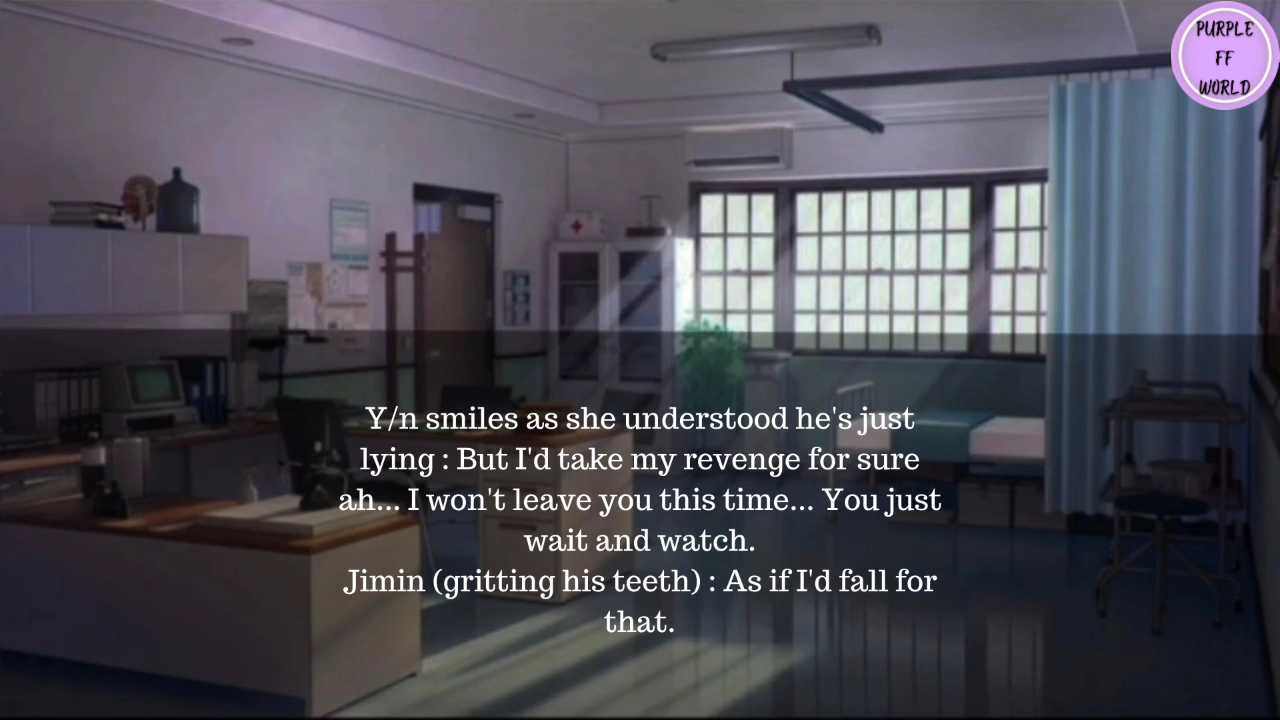 PURPLE
FF
WORLD
Y/n smiles as she understood he's just
lying : But I'd take my revenge for sure
ah... I won't leave you this time... You just
wait and watch.
Jimin (gritting his teeth) : As if I'd fall for
that.